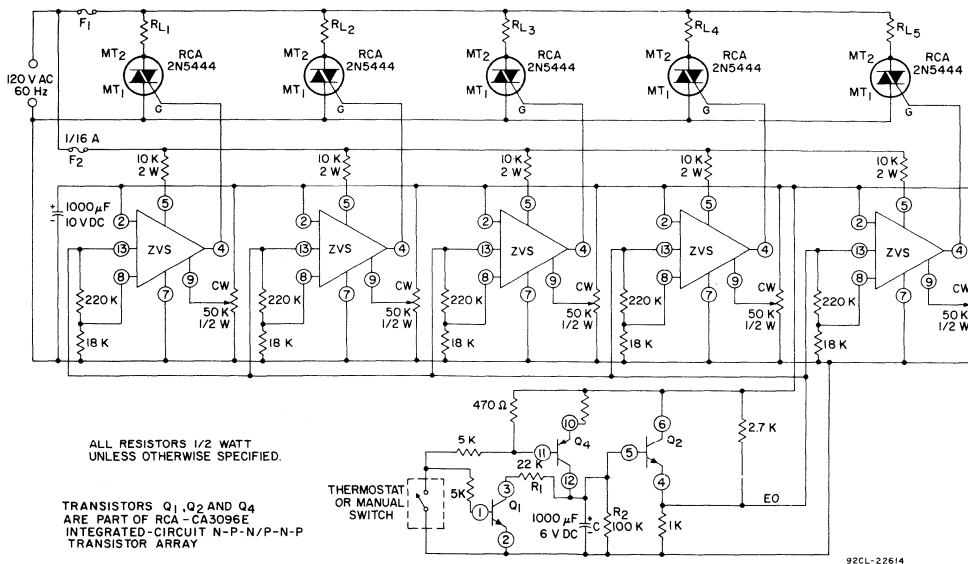 F1
RL1
RL2
RL3
RL4
RL5
MT2
RCA
2N5444
MT1
G
MT2
RCA
2N5444
MT1
G
MT2
RCA
2N5444
MT1
G
MT2
RCA
2N5444
MT1
G
MT2
RCA
2N5444
MT1
G
120 V AC
60 Hz
1/16 A
F2
10 K
2 W
10 K
2 W
10 K
2 W
10 K
2 W
10 K
2 W
+
1000 μF
10 V DC
-
2
5
13
ZVS
4
8
9
7
CW
50 K
1/2 W
220 K
18 K
2
5
13
ZVS
4
8
9
7
CW
50 K
1/2 W
220 K
18 K
2
5
13
ZVS
4
8
9
7
CW
50 K
1/2 W
220 K
18 K
2
5
13
ZVS
4
8
9
7
CW
50 K
1/2 W
220 K
18 K
2
5
13
ZVS
4
8
9
7
CW
50 K
1/2 W
220 K
18 K
470 Ω
10
6
2.7 K
5 K
11
Q4
5
Q2
12
4
22 K
R1
EO
THERMOSTAT
OR MANUAL
SWITCH
5K
3
1
Q1
2
1000 μF
6 V DC
+
-
C
R2
100 K
1K
ALL RESISTORS 1/2 WATT
UNLESS OTHERWISE SPECIFIED.
TRANSISTORS Q1, Q2 AND Q4
ARE PART OF RCA-CA3096E
INTEGRATED-CIRCUIT N-P-N/P-N-P
TRANSISTOR ARRAY
92CL-22614